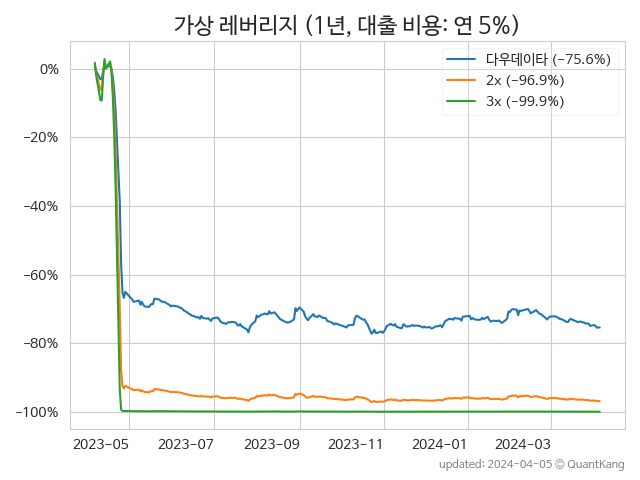 가상 레버리지 (1년, 대출 비용: 연 5%)
다우데이타 (−75.6%)
2x (−96.9%)
3x (−99.9%)
0%
−20%
−40%
−60%
−80%
−100%
2023-05 2023-07 2023-09 2023-11 2024-01 2024-03
updated: 2024-04-05 © QuantKang